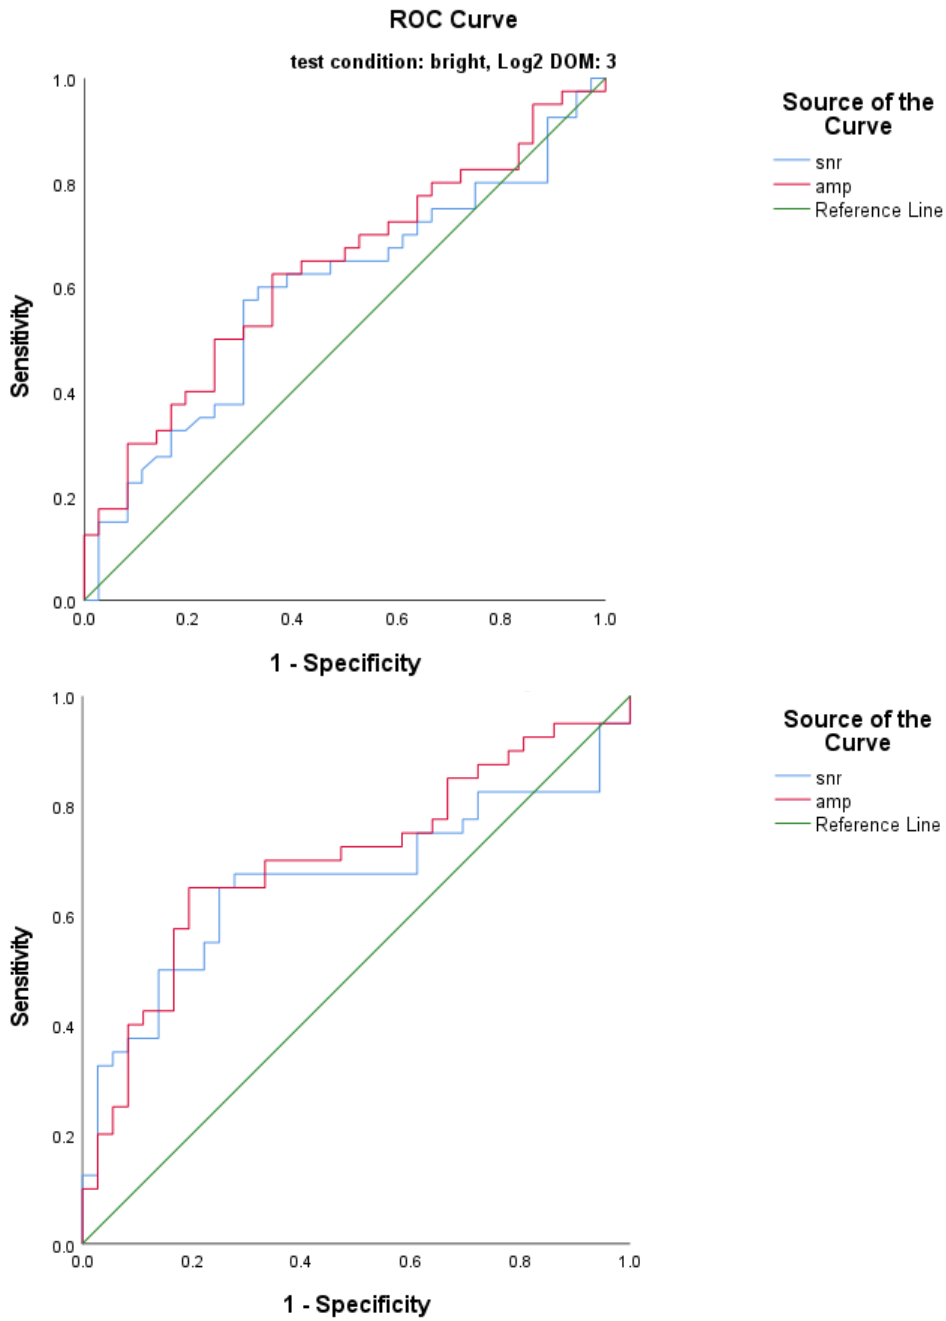 ROC Curve
test condition: bright, Log2 DOM: 3
1.0
0.8
0.6
0.4
0.2
0.0
Sensitivity
0.0 0.2 0.4 0.6 0.8 1.0
1 - Specificity
Source of the
Curve
snr
amp
Reference Line
1.0
0.8
0.6
0.4
0.2
0.0
Sensitivity
0.0 0.2 0.4 0.6 0.8 1.0
1 - Specificity
Source of the
Curve
snr
amp
Reference Line